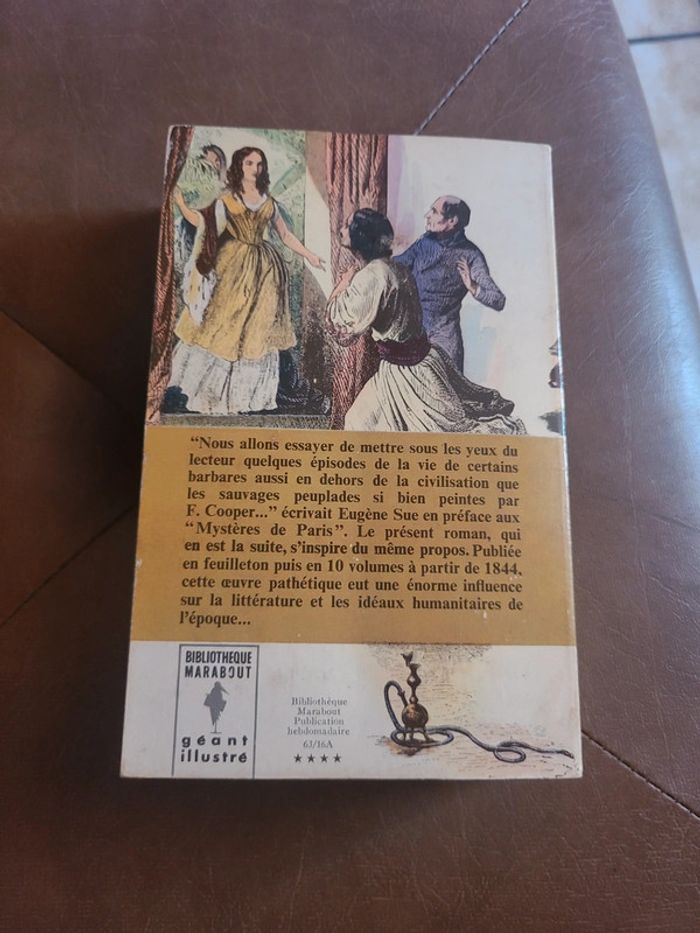 “Nous allons essayer de mettre sous les yeux du
lecteur quelques épisodes de la vie de certains
barbares aussi en dehors de la civilisation que
les sauvages peuplades si bien peintes par
F. Cooper...” écrivait Eugène Sue en préface aux
“Mystères de Paris”. Le présent roman, qui
en est la suite, s’inspire du même propos. Publiée
en feuilleton puis en 10 volumes à partir de 1844,
cette œuvre pathétique eut une énorme influence
sur la littérature et les idéaux humanitaires de
l’époque...
BIBLIOTHEQUE
MARABOUT
géant
illustré
Bibliothèque
Marabout
Publication
hebdomadaire
63/16A
★★★★